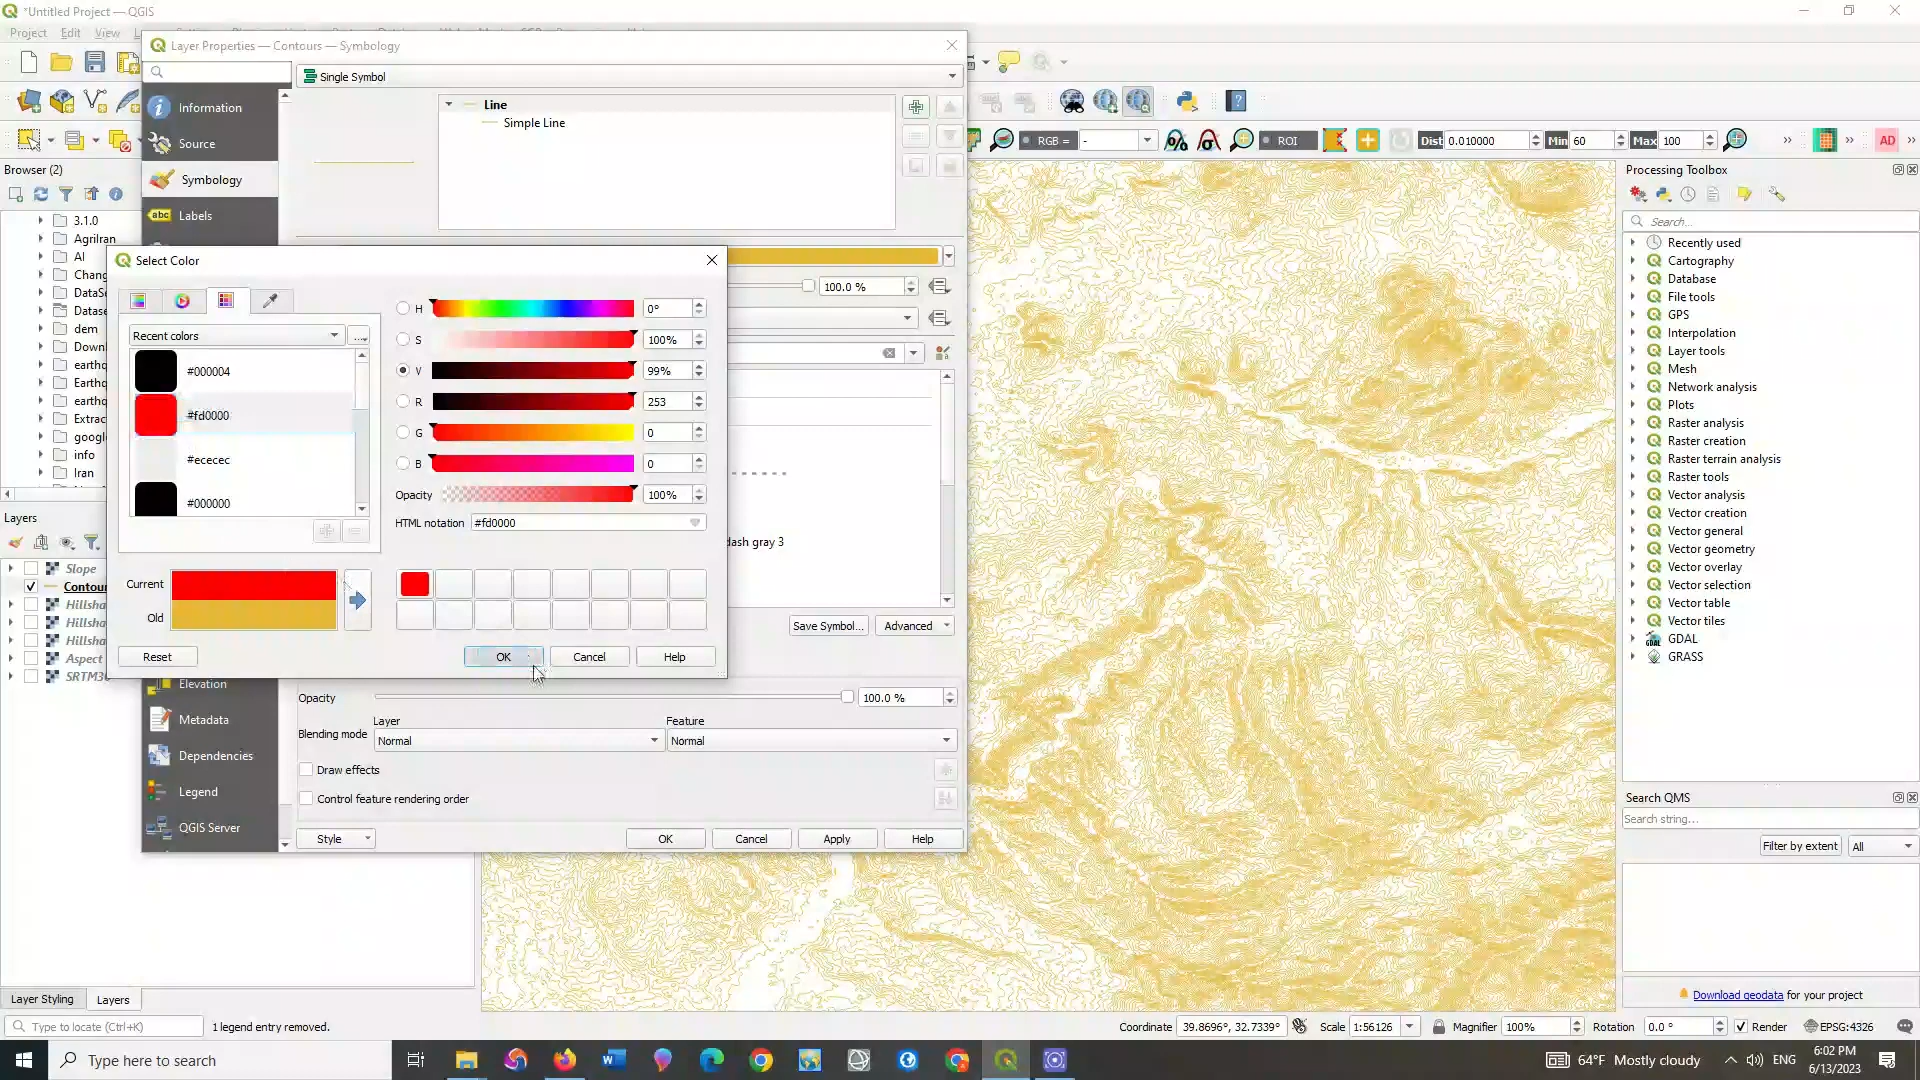 *Untitled Project — QGIS
Project Edit View
Layer Properties — Contours — Symbology
Single Symbol
Information
Source
Symbology
Labels
Line
Simple Line
RGB =
-
ROI
Dist 0.010000
Min 60
Max 100
AD
Browser (2)
3.1.0
AgriIran
AI
dem
earthq
Earthq
earthq
Extrac
google
info
Iran
Select Color
Recent colors
...
#000004
#fd0000
#ececec
#000000
H 0°
S 100%
V 99%
R 253
G 0
B 0
Opacity 100%
HTML notation #fd0000
Current
Old
Reset
OK
Cancel
Help
100.0 %
dash gray 3
Save Symbol...
Advanced
Layers
Slope
Contour
Hillsha
Hillsha
Hillsha
Aspect
SRTM30
Elevation
Metadata
Dependencies
Legend
QGIS Server
Opacity 100.0 %
Layer
Feature
Blending mode Normal Normal
Draw effects
Control feature rendering order
Style
OK
Cancel
Apply
Help
Processing Toolbox
Search...
Recently used
Cartography
Database
File tools
GPS
Interpolation
Layer tools
Mesh
Network analysis
Plots
Raster analysis
Raster creation
Raster terrain analysis
Raster tools
Vector analysis
Vector creation
Vector general
Vector geometry
Vector overlay
Vector selection
Vector table
Vector tiles
GDAL
GRASS
Search QMS
Search string...
Filter by extent
All
Download geodata for your project
Layer Styling
Layers
Type to locate (Ctrl+K)
1 legend entry removed.
Coordinate 39.8696°, 32.7339°
Scale 1:56126
Magnifier 100%
Rotation 0.0 °
Render
EPSG:4326
Type here to search
64°F Mostly cloudy
ENG
6:02 PM
6/13/2023